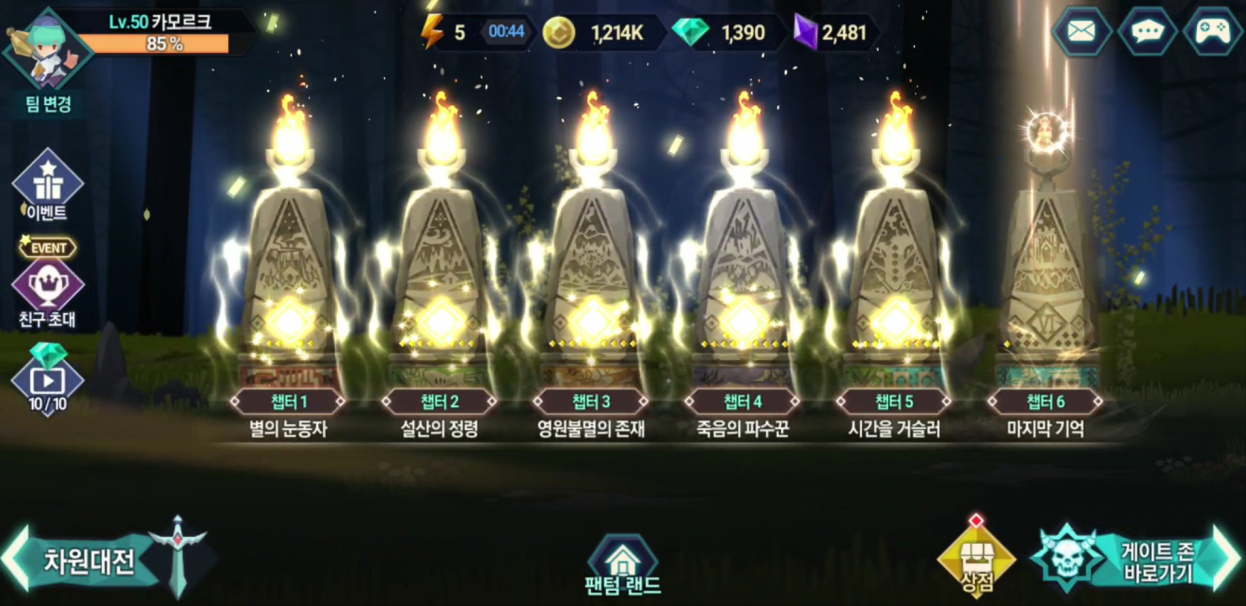 Lv.50 카모르크
85 %
5
00:44
1,214K
1,390
2,481
팀 변경
이벤트
EVENT
친구 초대
10/10
VI
챕터 1
챕터 2
챕터 3
챕터 4
챕터 5
챕터 6
별의 눈동자
설산의 정령
영원불멸의 존재
죽음의 파수꾼
시간을 거슬러
마지막 기억
차원대전
팬텀 랜드
상점
게이트 존
바로가기